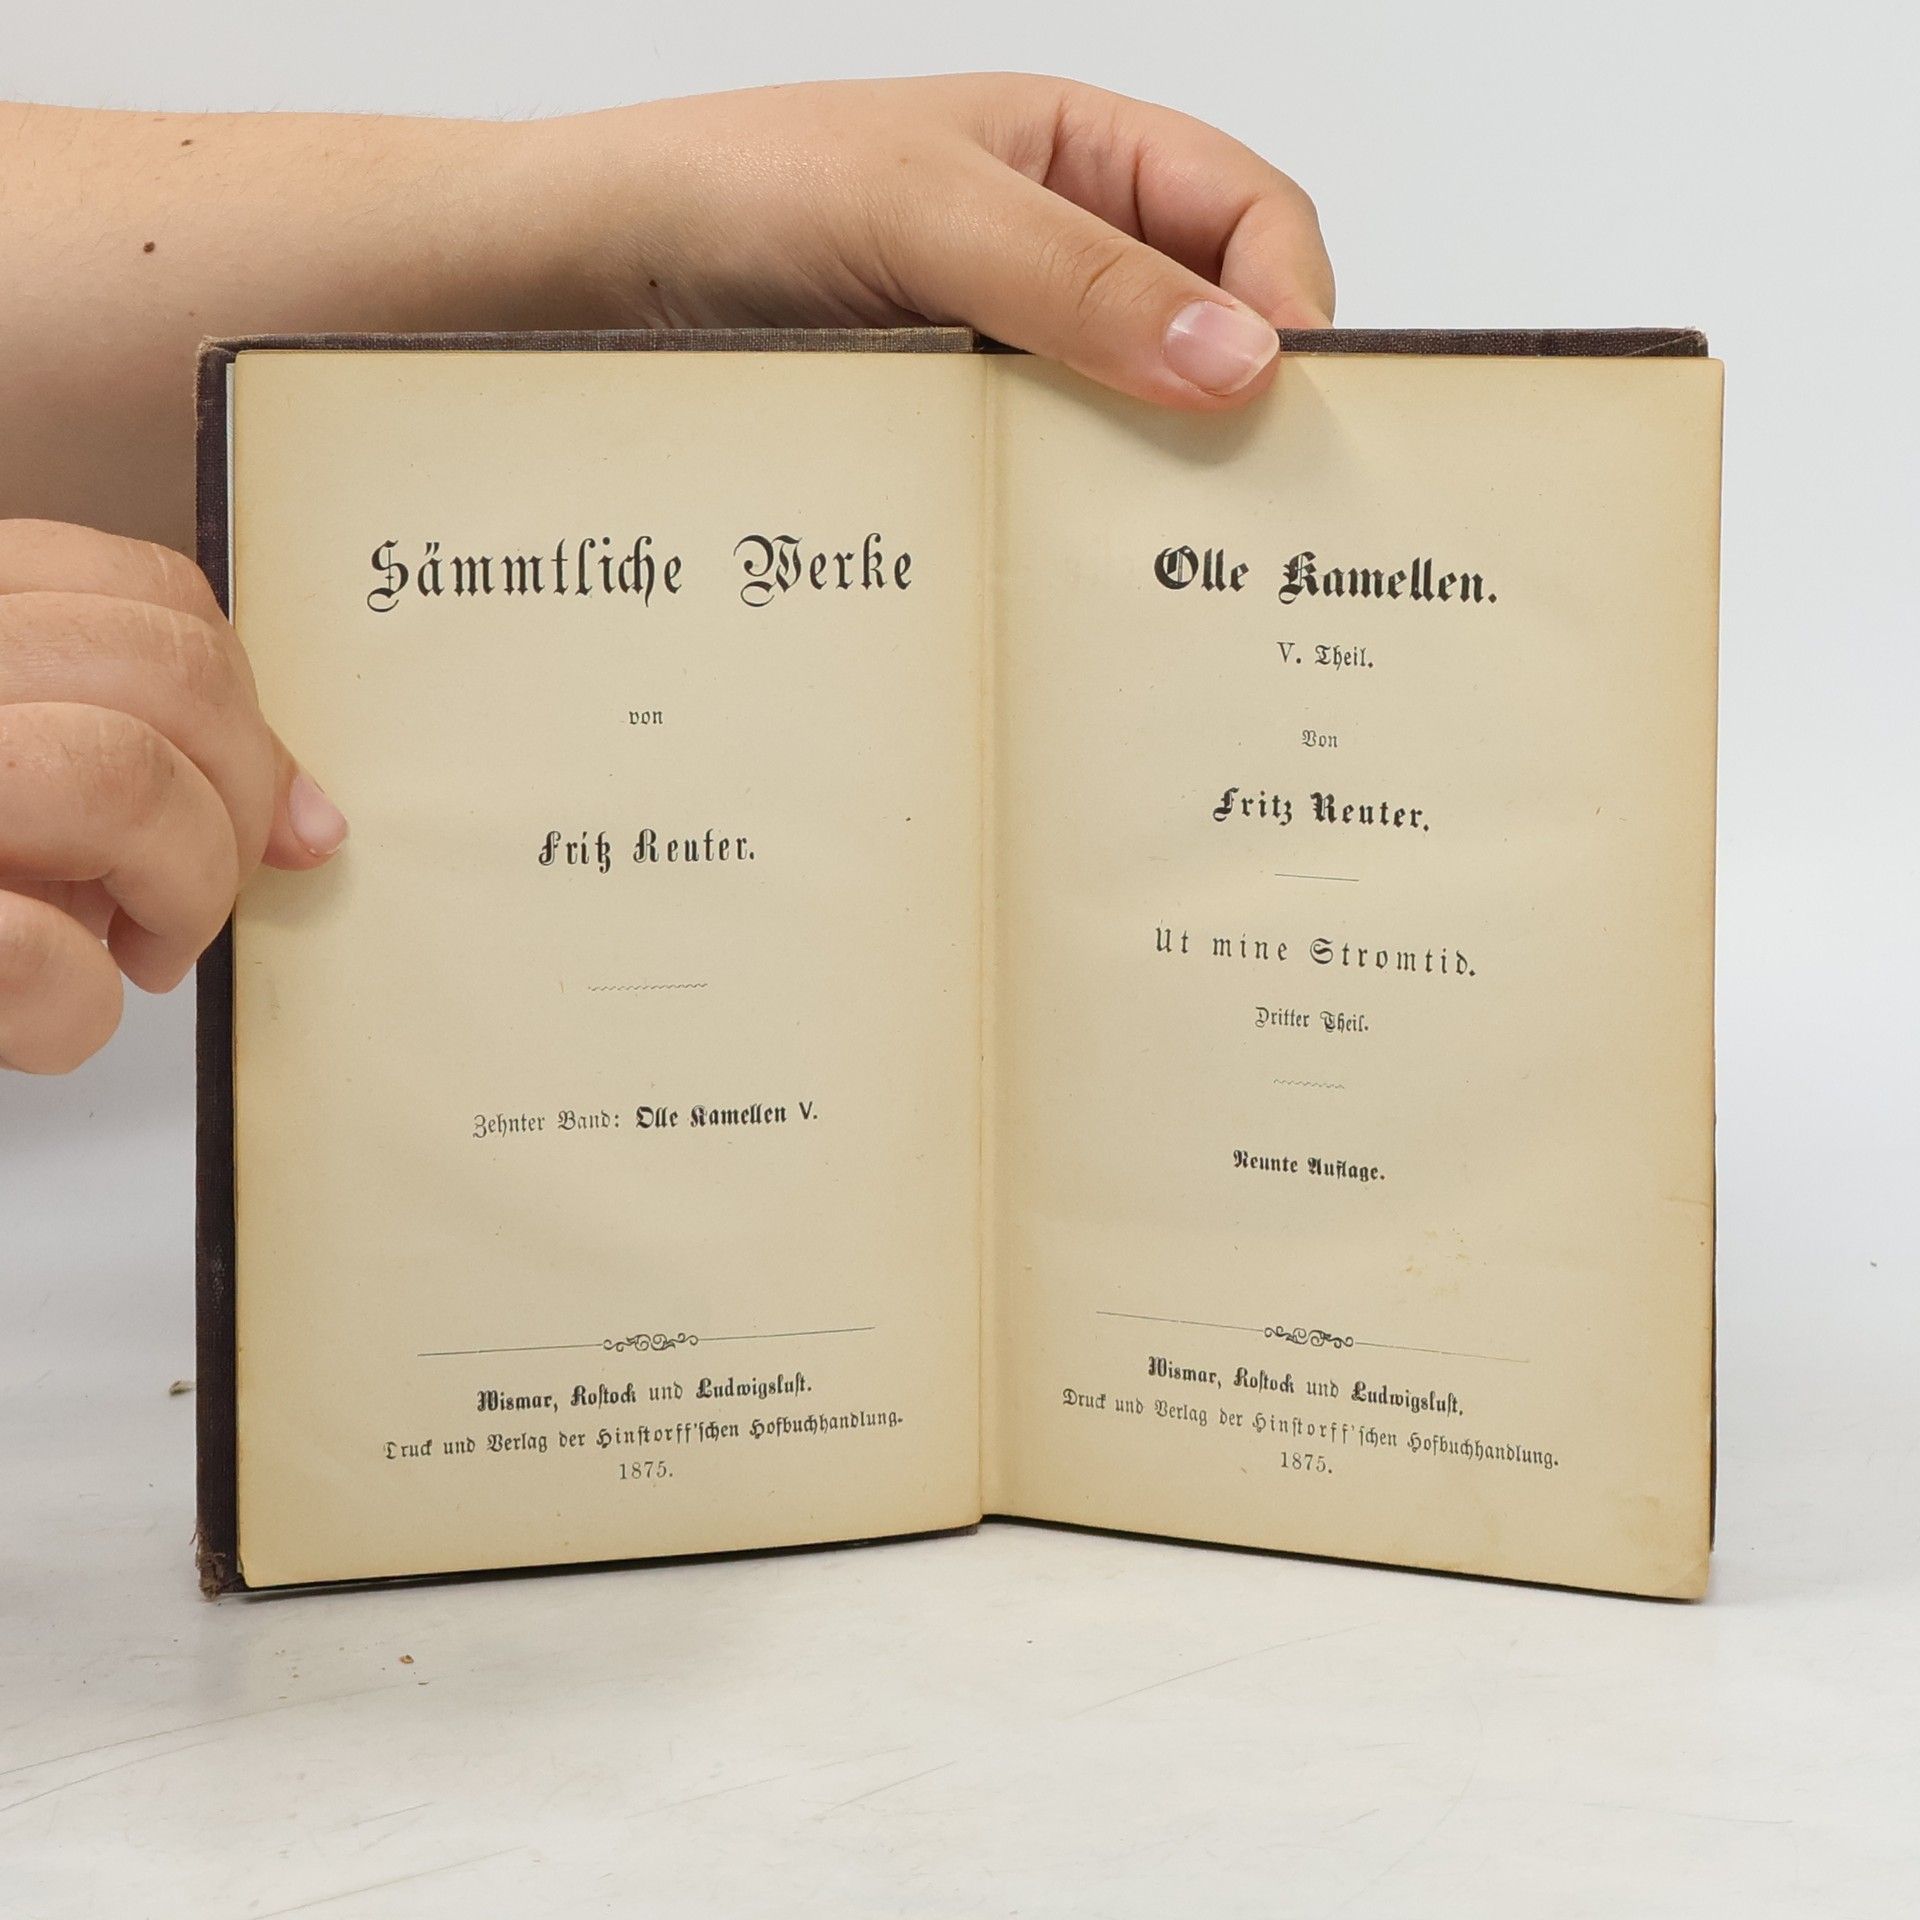 Sämmtliche Werke
von
Fritz Reuter.
Zehnter Band: Olle Kamellen V.
Wismar, Rostock und Ludwigslust.
Druck und Verlag der Hinstorff'schen Hofbuchhandlung.
1875.
Olle Kamellen.
V. Theil.
Von
Fritz Reuter.
Ut mine Stromtid.
Dritter Theil.
Neunte Auflage.
Wismar, Rostock und Ludwigslust.
Druck und Verlag der Hinstorff'schen Hofbuchhandlung.
1875.